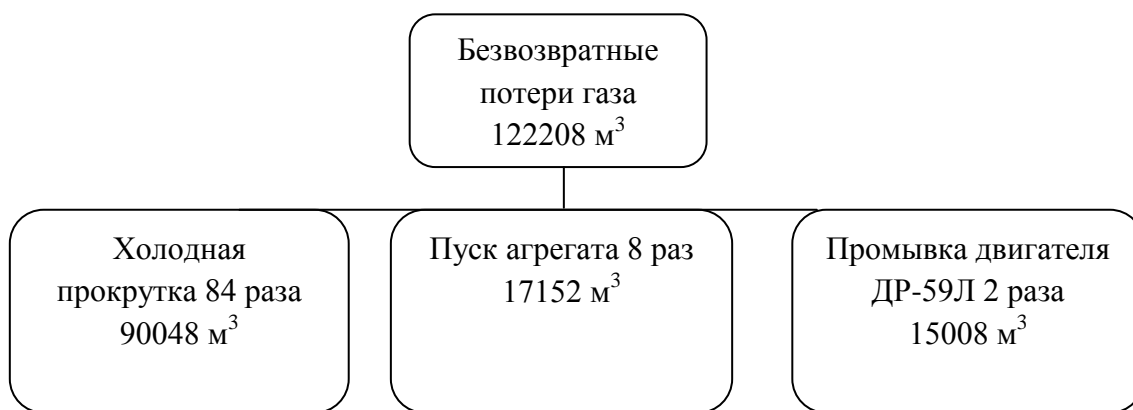 Безвозвратные
потери газа
122208 м³
Холодная
прокрутка 84 раза
90048 м³
Пуск агрегата 8 раз
17152 м³
Промывка двигателя
ДР-59Л 2 раза
15008 м³